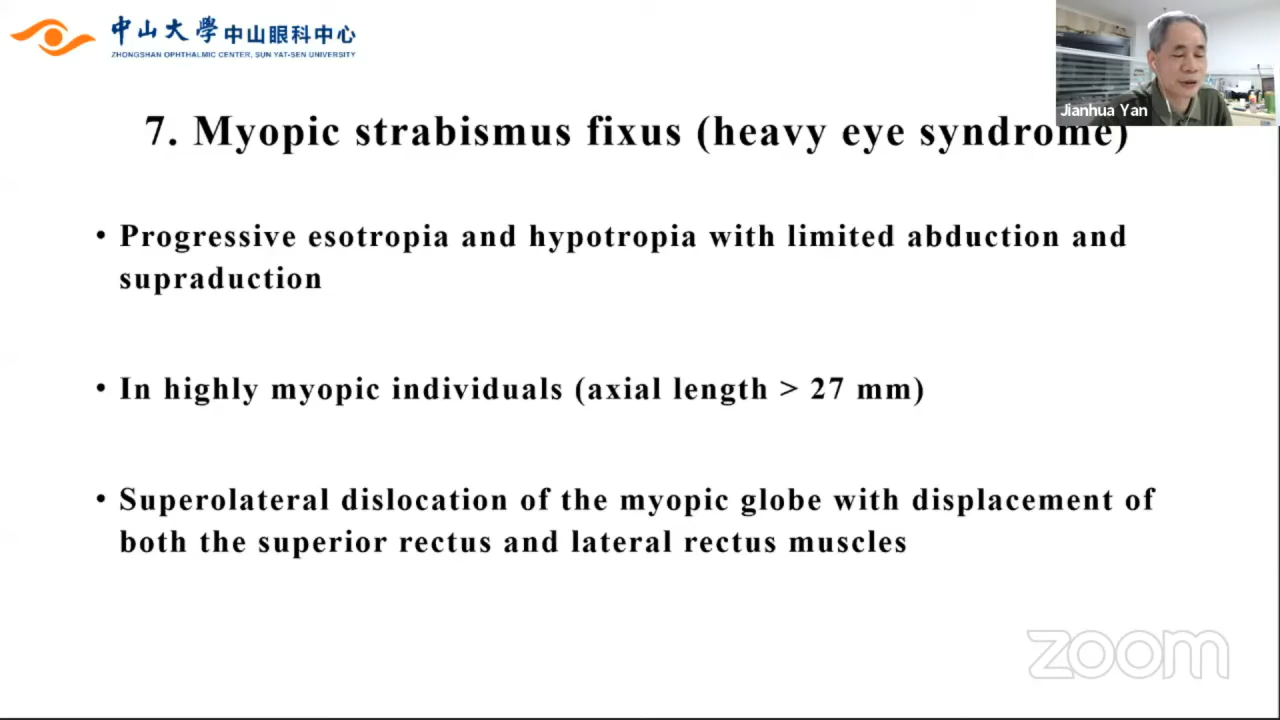 中山大學中山眼科中心
ZHONGSHAN OPHTHALMIC CENTER, SUN YAT-SEN UNIVERSITY
Jianhua Yan
7. Myopic strabismus fixus (heavy eye syndrome)
• Progressive esotropia and hypotropia with limited abduction and
supraduction
• In highly myopic individuals (axial length > 27 mm)
• Superolateral dislocation of the myopic globe with displacement of
both the superior rectus and lateral rectus muscles
zoom